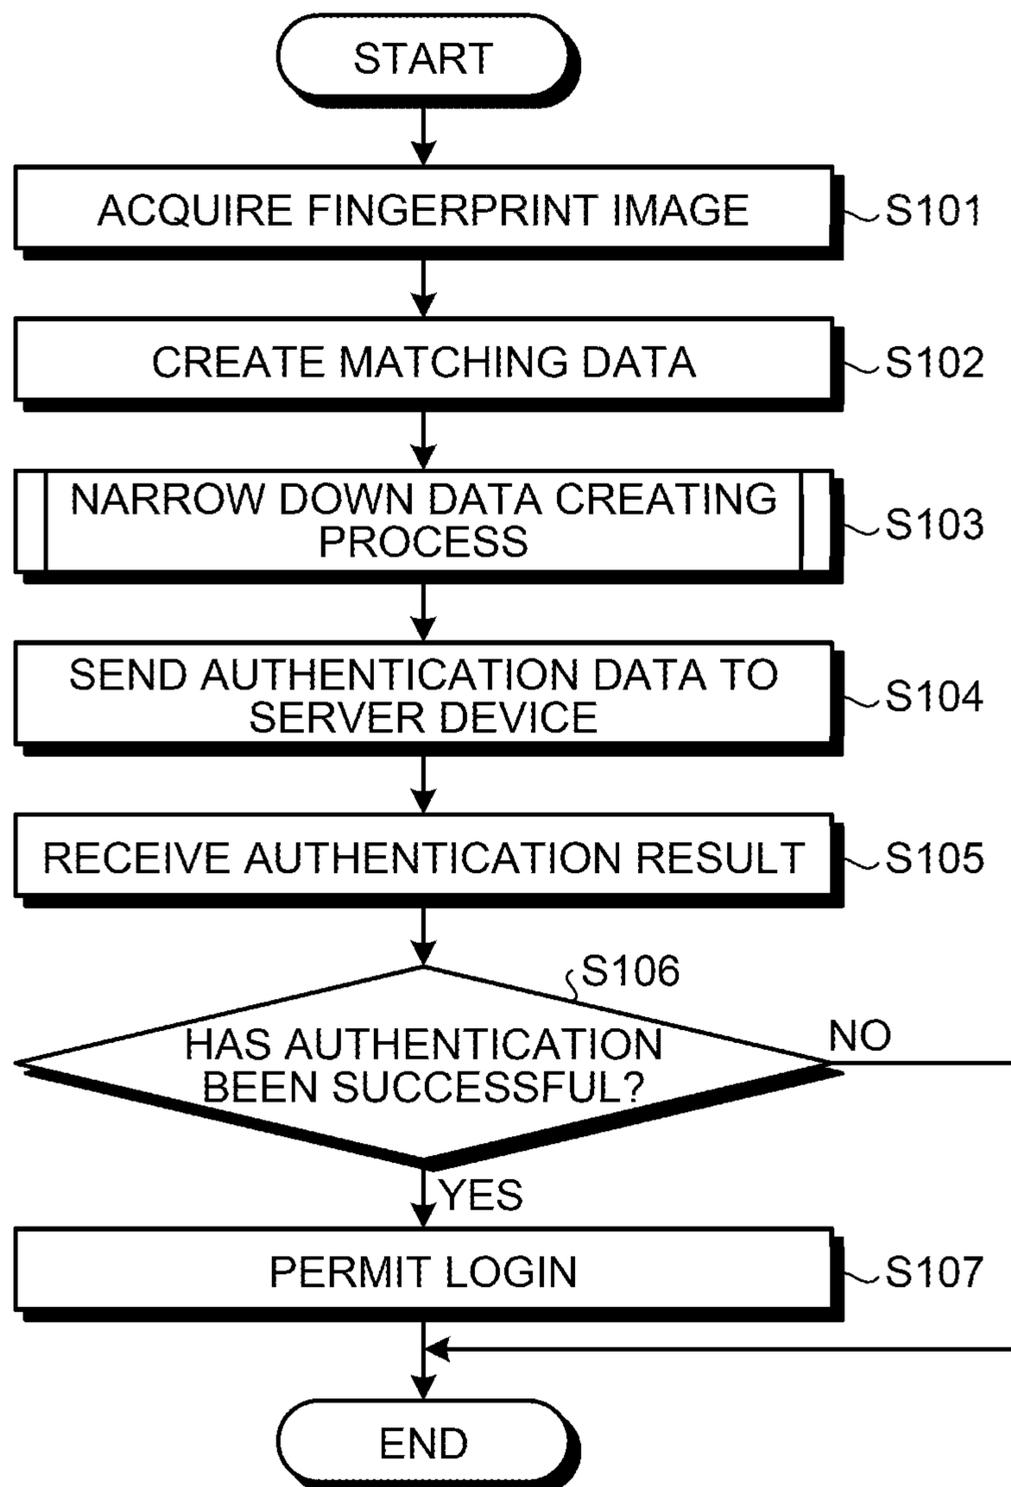 START
ACQUIRE FINGERPRINT IMAGE
S101
CREATE MATCHING DATA
S102
NARROW DOWN DATA CREATING
PROCESS
S103
SEND AUTHENTICATION DATA TO
SERVER DEVICE
S104
RECEIVE AUTHENTICATION RESULT
S105
S106
HAS AUTHENTICATION
BEEN SUCCESSFUL?
NO
YES
PERMIT LOGIN
S107
END